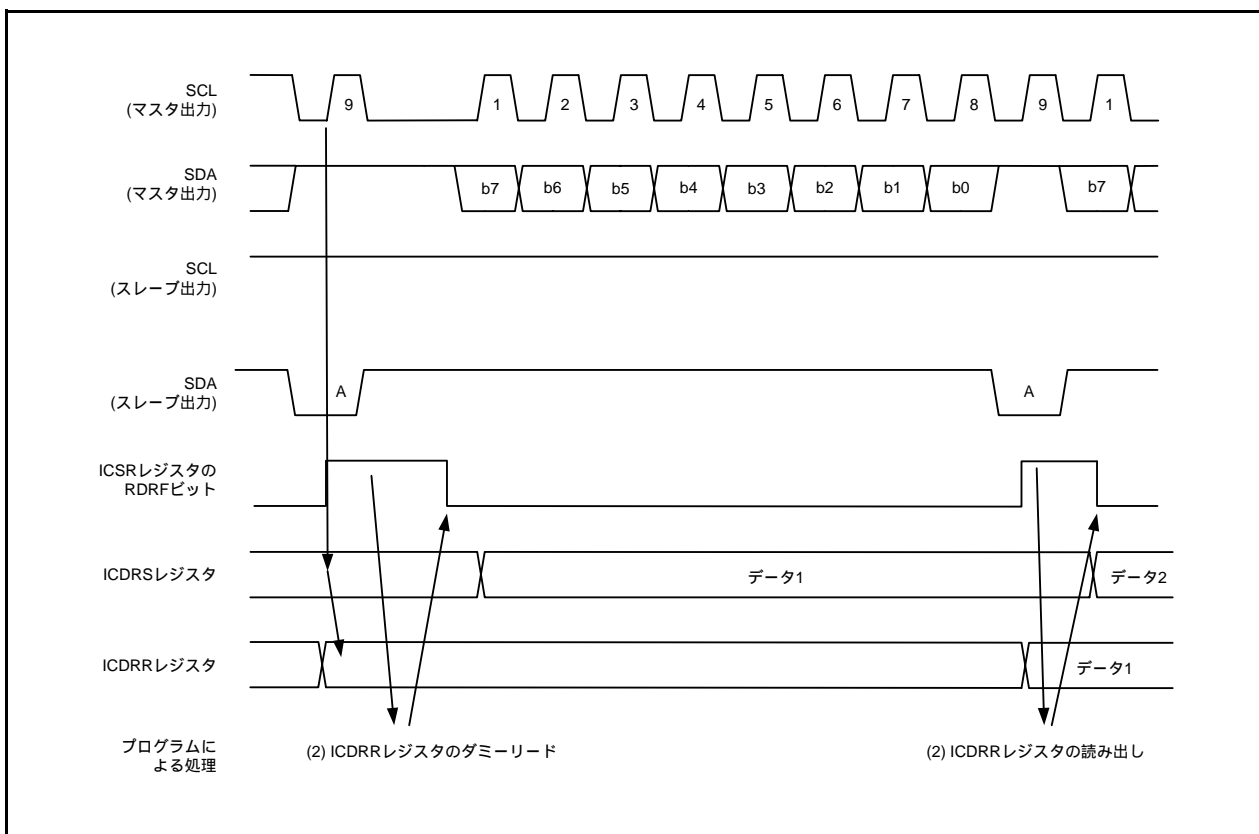 SCL
(マスタ出力)
9
1
2
3
4
5
6
7
8
9
1
SDA
(マスタ出力)
b7
b6
b5
b4
b3
b2
b1
b0
b7
SCL
(スレーブ出力)
SDA
(スレーブ出力)
A
A
ICSRレジスタの
RDRFビット
ICDRSレジスタ
データ1
データ2
ICDRRレジスタ
データ1
プログラムに
よる処理
(2) ICDRRレジスタのダミーリード
(2) ICDRRレジスタの読み出し